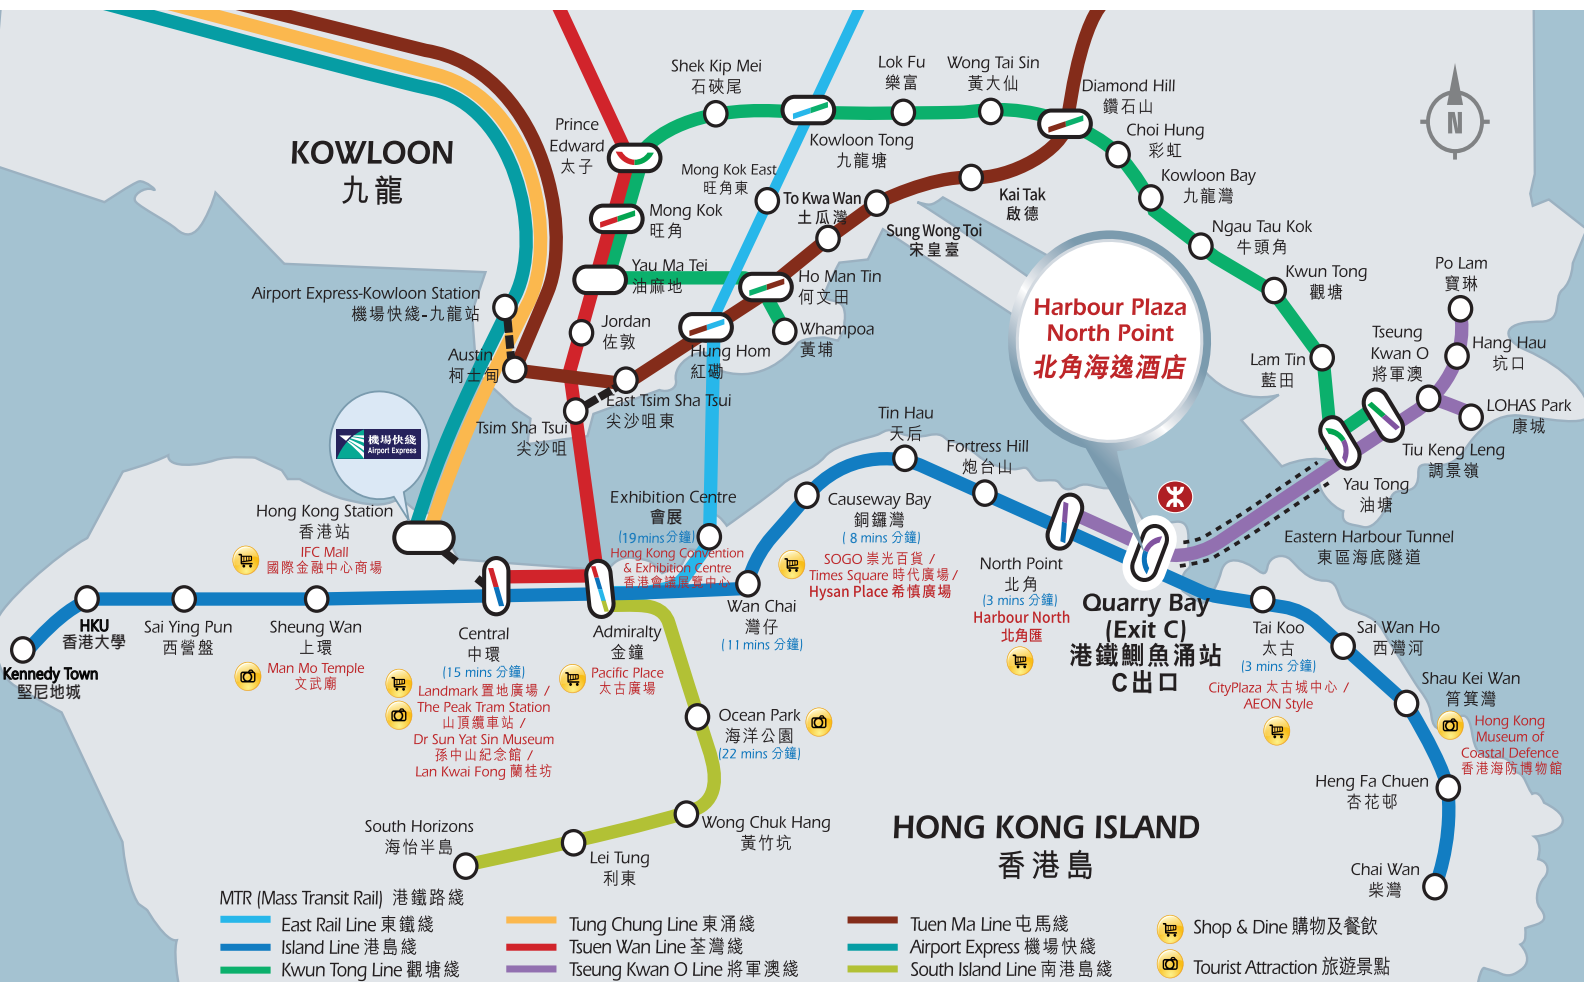 KOWLOON
九龍
Shek Kip Mei
石硤尾
Lok Fu
樂富
Wong Tai Sin
黃大仙
Diamond Hill
鑽石山
Prince
Edward
太子
Kowloon Tong
九龍塘
Choi Hung
彩虹
Mong Kok East
旺角東
Kowloon Bay
九龍灣
Mong Kok
旺角
To Kwa Wan
土瓜灣
Kai Tak
啟德
Sung Wong Toi
宋皇臺
Ngau Tau Kok
牛頭角
N
Yau Ma Tei
油麻地
Ho Man Tin
何文田
Kwun Tong
觀塘
Po Lam
寶琳
Airport Express-Kowloon Station
機場快綫-九龍站
Jordan
佐敦
Whampoa
黃埔
Harbour Plaza
North Point
北角海逸酒店
Tseung
Kwan O
將軍澳
Hang Hau
坑口
Austin
柯士甸
Hung Hom
紅磡
Lam Tin
藍田
East Tsim Sha Tsui
尖沙咀東
LOHAS Park
康城
Tsim Sha Tsui
尖沙咀
Tin Hau
天后
Fortress Hill
炮台山
Tiu Keng Leng
調景嶺
機場快綫
Airport Express
Yau Tong
油塘
Hong Kong Station
香港站
IFC Mall
國際金融中心商場
Exhibition Centre
會展
(19mins分鐘)
Hong Kong Convention
& Exhibition Centre
香港會議展覽中心
Causeway Bay
銅鑼灣
( 8 mins 分鐘)
SOGO 崇光百貨 /
Times Square 時代廣場 /
Hysan Place 希慎廣場
Eastern Harbour Tunnel
東區海底隧道
North Point
北角
(3 mins 分鐘)
Harbour North
北角匯
Quarry Bay
(Exit C)
港鐵鰂魚涌站
C出口
HKU
香港大學
Sai Ying Pun
西營盤
Sheung Wan
上環
Man Mo Temple
文武廟
Kennedy Town
堅尼地城
Central
中環
(15 mins 分鐘)
Landmark 置地廣場 /
The Peak Tram Station
山頂纜車站 /
Dr Sun Yat Sin Museum
孫中山紀念館 /
Lan Kwai Fong 蘭桂坊
Admiralty
金鐘
Pacific Place
太古廣場
Wan Chai
灣仔
(11 mins 分鐘)
Tai Koo
太古
(3 mins 分鐘)
CityPlaza 太古城中心 /
AEON Style
Sai Wan Ho
西灣河
Shau Kei Wan
筲箕灣
Hong Kong
Museum of
Coastal Defence
香港海防博物館
Ocean Park
海洋公園
(22 mins 分鐘)
Heng Fa Chuen
杏花邨
South Horizons
海怡半島
Lei Tung
利東
Wong Chuk Hang
黃竹坑
HONG KONG ISLAND
香港島
Chai Wan
柴灣
MTR (Mass Transit Rail) 港鐵路綫
East Rail Line 東鐵綫
Island Line 港島綫
Kwun Tong Line 觀塘綫
Tung Chung Line 東涌綫
Tsuen Wan Line 荃灣綫
Tseung Kwan O Line 將軍澳綫
Tuen Ma Line 屯馬綫
Airport Express 機場快綫
South Island Line 南港島綫
Shop & Dine 購物及餐飲
Tourist Attraction 旅遊景點